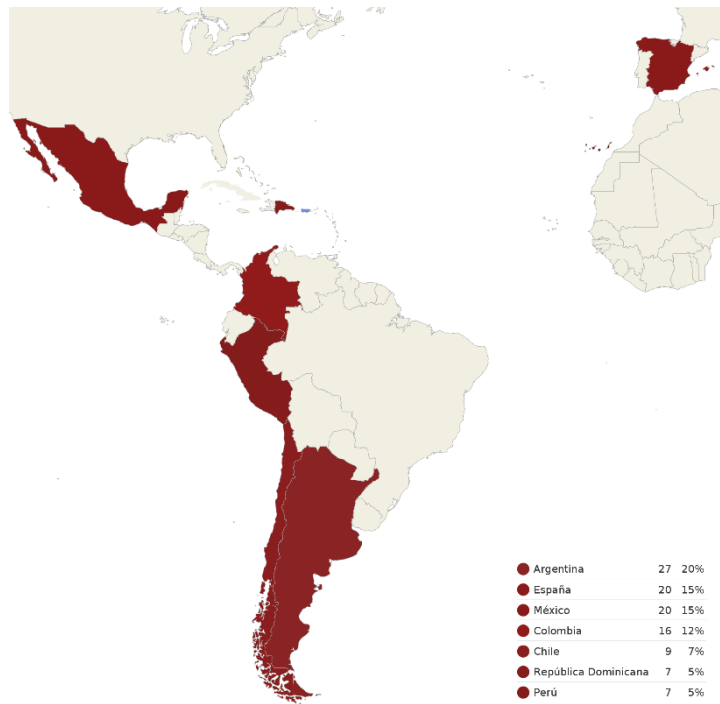 Argentina 27 20%
España 20 15%
México 20 15%
Colombia 16 12%
Chile 9 7%
República Dominicana 7 5%
Perú 7 5%